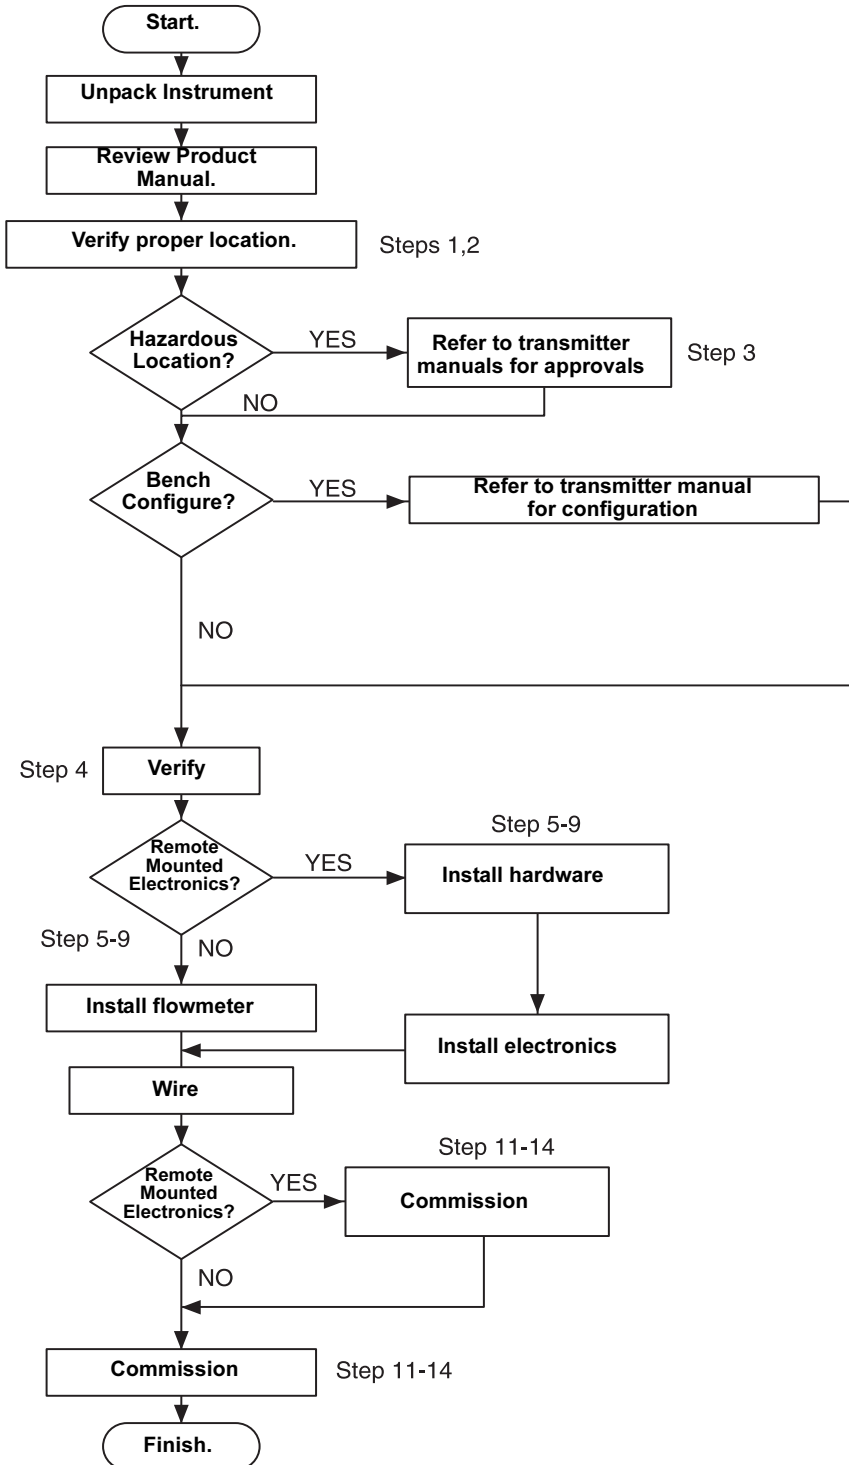 Start.
Unpack Instrument
Review Product
Manual.
Verify proper location.
Steps 1,2
Hazardous
Location?
YES
Refer to transmitter
manuals for approvals
Step 3
NO
Bench
Configure?
YES
Refer to transmitter manual
for configuration
NO
Step 4
Verify
Remote
Mounted
Electronics?
YES
Step 5-9
Install hardware
Step 5-9
NO
Install flowmeter
Install electronics
Wire
Remote
Mounted
Electronics?
YES
Step 11-14
Commission
NO
Commission
Step 11-14
Finish.